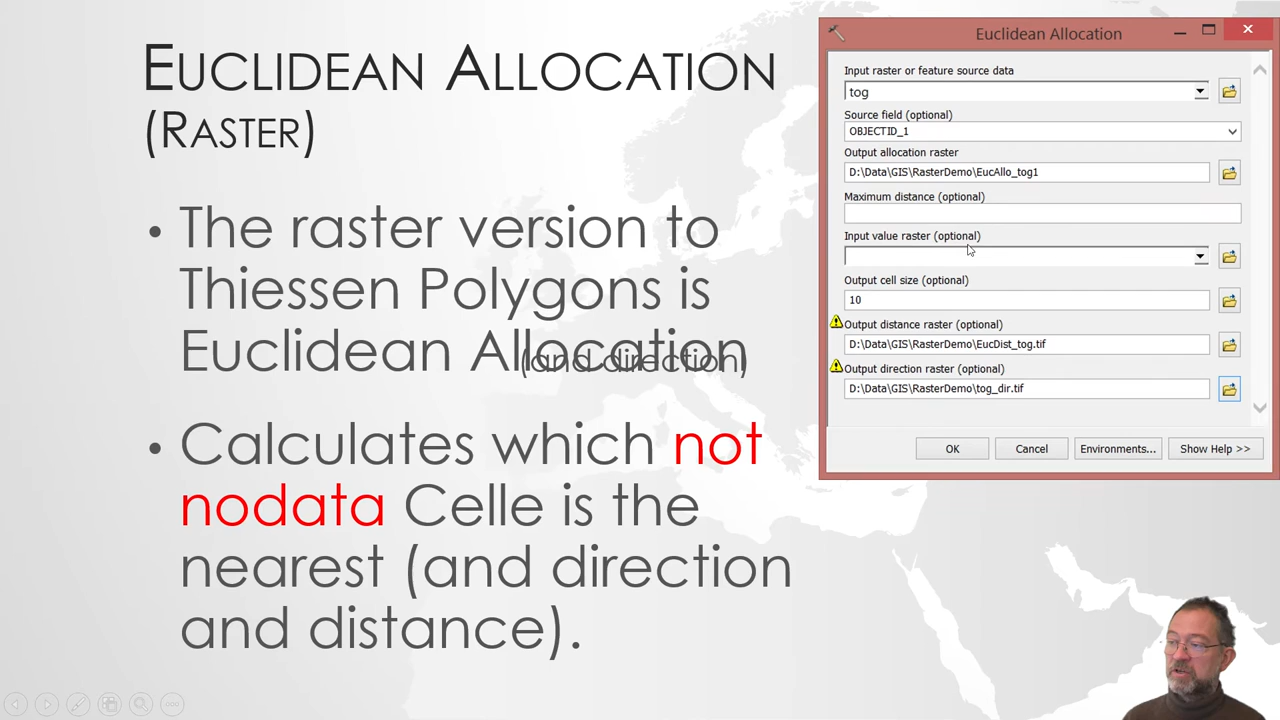 EUCLIDEAN ALLOCATION
(RASTER)
• The raster version to
Thiessen Polygons is
Euclidean Allocation
(and direction)
• Calculates which not
nodata Celle is the
nearest (and direction
and distance).
Euclidean Allocation
Input raster or feature source data
tog
Source field (optional)
OBJECTID_1
Output allocation raster
D:\Data\GIS\RasterDemo\EucAllo_tog1
Maximum distance (optional)
Input value raster (optional)
Output cell size (optional)
10
Output distance raster (optional)
D:\Data\GIS\RasterDemo\EucDist_tog.tif
Output direction raster (optional)
D:\Data\GIS\RasterDemo\tog_dir.tif
OK Cancel Environments... Show Help >>